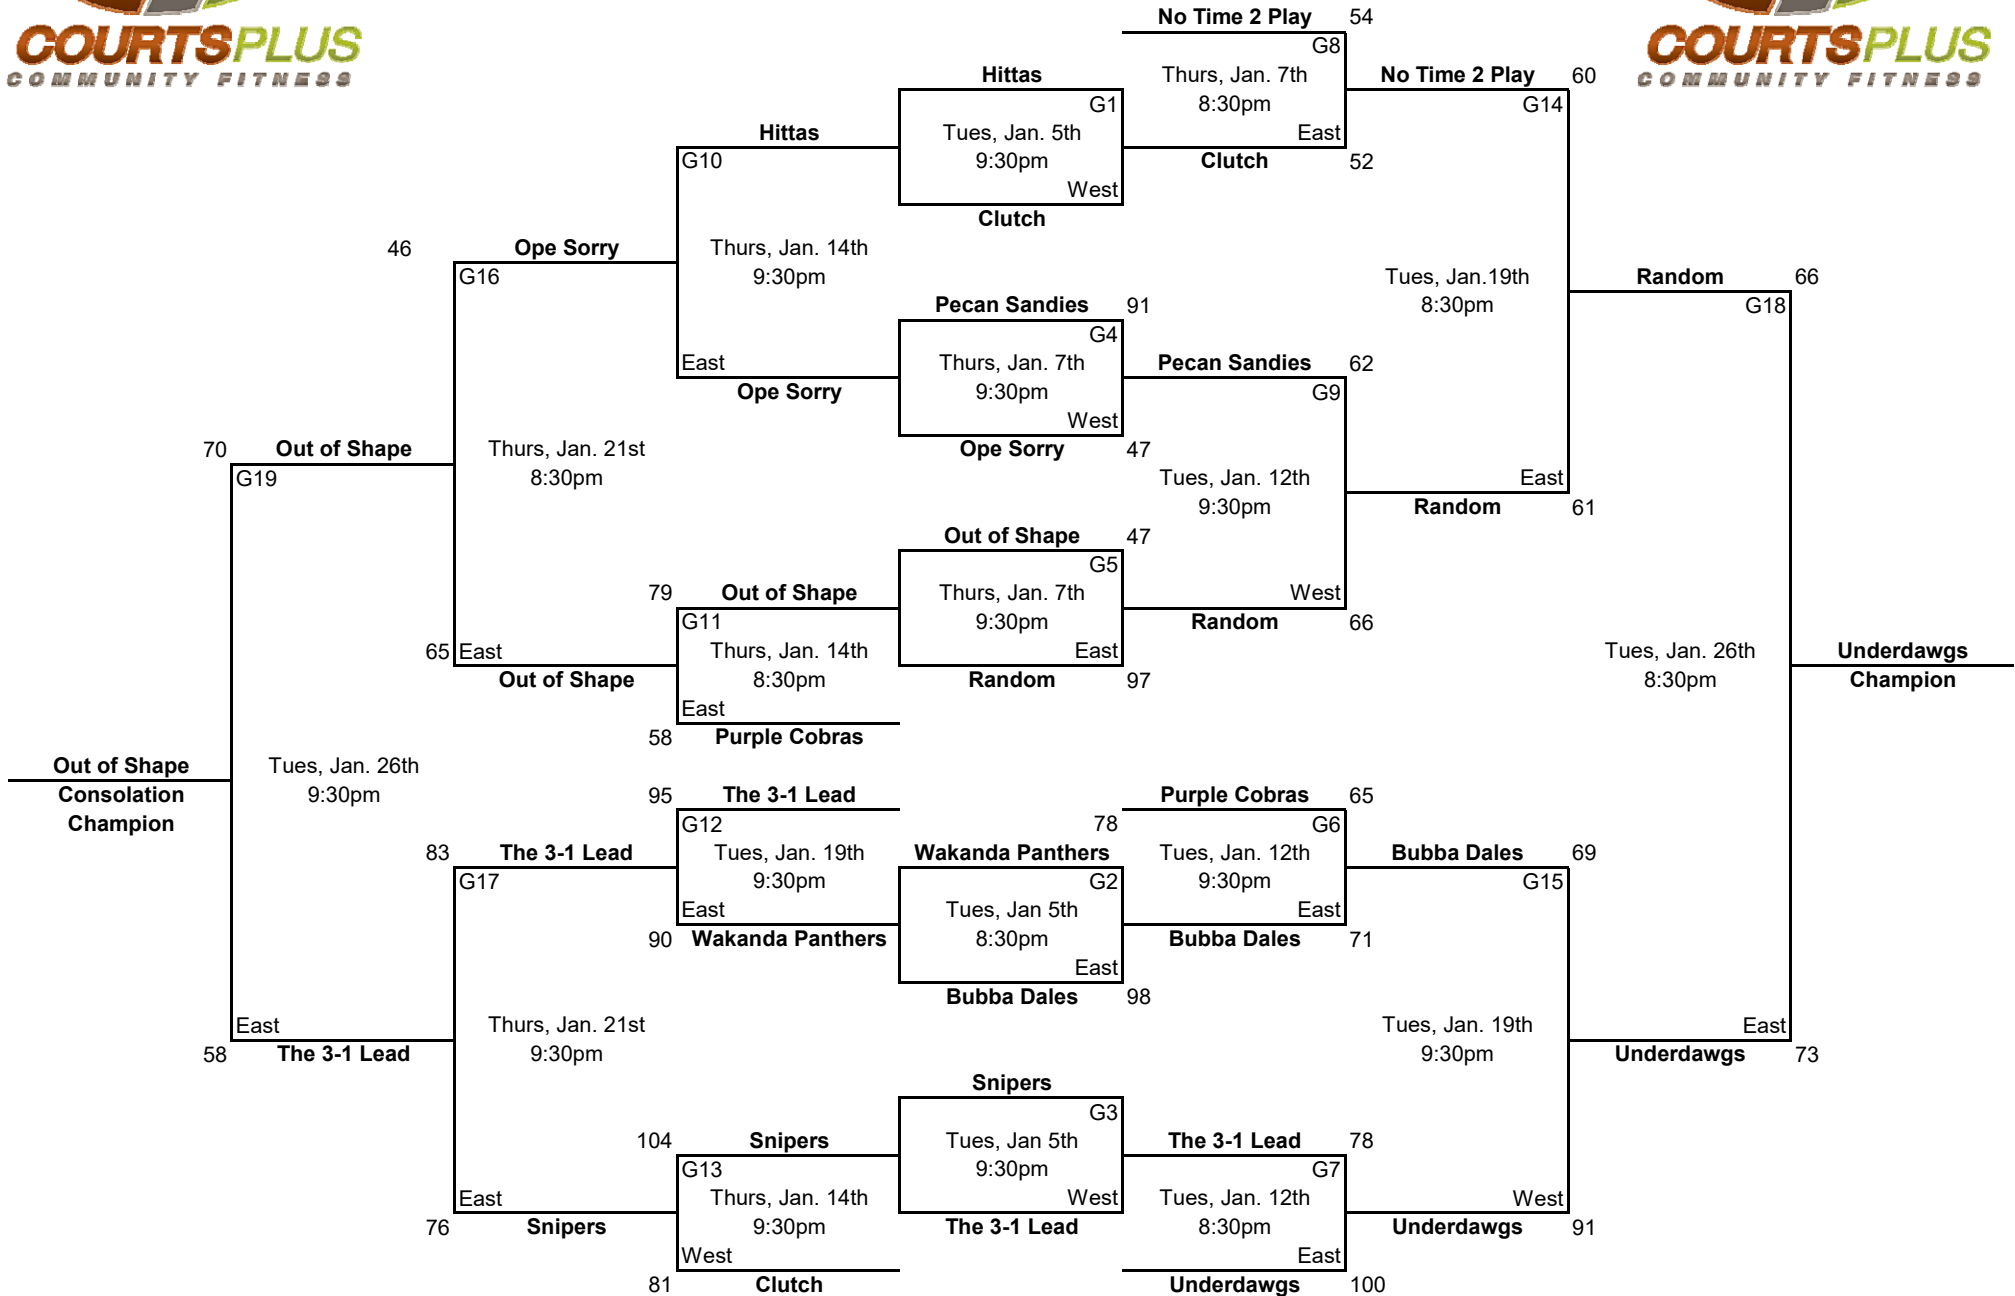 No Time 2 Play 54
COURTSPLUS
COMMUNITY FITNESS
COURTSPLUS
COMMUNITY FITNESS
G8
Hittas
Thurs, Jan. 7th
No Time 2 Play 60
G1
8:30pm
G14
Hittas
Tues, Jan. 5th
East
G10
9:30pm
Clutch 52
West
Clutch
46 Ope Sorry
Thurs, Jan. 14th
G16
9:30pm
Tues, Jan.19th
Random 66
Pecan Sandies 91
8:30pm
G18
G4
East
Thurs, Jan. 7th
Pecan Sandies 62
Ope Sorry
9:30pm
G9
West
70 Out of Shape
Thurs, Jan. 21st
Ope Sorry 47
G19
8:30pm
Tues, Jan. 12th
East
9:30pm
Random 61
Out of Shape 47
G5
79 Out of Shape
Thurs, Jan. 7th
West
G11
9:30pm
Random 66
65 East
Thurs, Jan. 14th
East
Tues, Jan. 26th
Underdawgs
Out of Shape
8:30pm
Random 97
8:30pm
Champion
East
58 Purple Cobras
Out of Shape
Tues, Jan. 26th
Consolation
9:30pm
95 The 3-1 Lead
Purple Cobras 65
Champion
G12
78
G6
83 The 3-1 Lead
Tues, Jan. 19th
Wakanda Panthers
Tues, Jan. 12th
Bubba Dales 69
G17
9:30pm
G2
9:30pm
G15
East
Tues, Jan 5th
East
90 Wakanda Panthers
8:30pm
Bubba Dales 71
East
Bubba Dales 98
East
Thurs, Jan. 21st
Tues, Jan. 19th
East
58 The 3-1 Lead
9:30pm
9:30pm
Underdawgs 73
Snipers
G3
104 Snipers
Tues, Jan 5th
The 3-1 Lead 78
G13
9:30pm
G7
East
Thurs, Jan. 14th
West
Tues, Jan. 12th
West
76 Snipers
9:30pm
The 3-1 Lead
8:30pm
Underdawgs 91
West
East
81 Clutch
Underdawgs 100